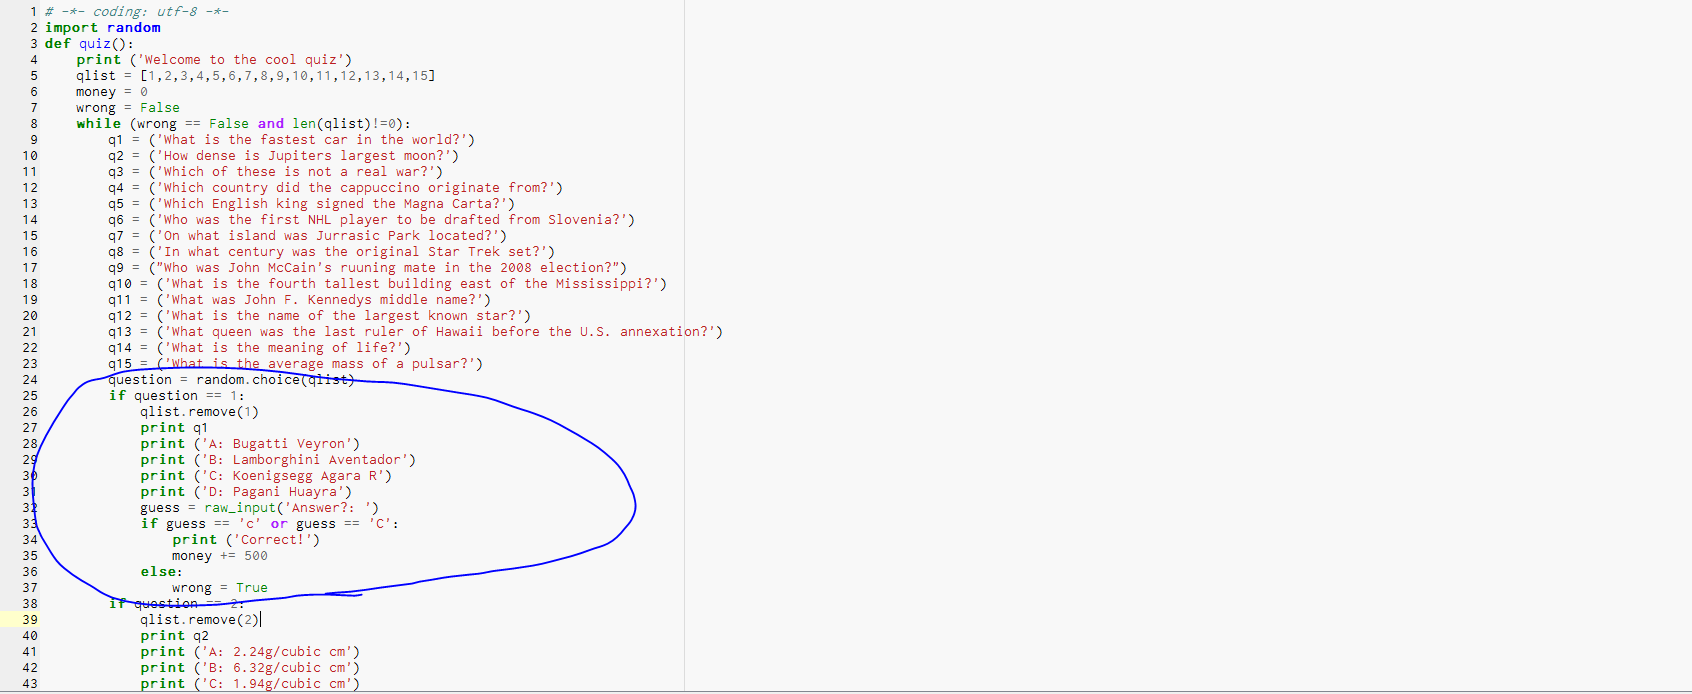 1 # -*- coding: utf-8 -*-
2 import random
3 def quiz():
4 print ('Welcome to the cool quiz')
5 qlist = [1,2,3,4,5,6,7,8,9,10,11,12,13,14,15]
6 money = 0
7 wrong = False
8 while (wrong == False and len(qlist)!=0):
9 q1 = ('What is the fastest car in the world?')
10 q2 = ('How dense is Jupiters largest moon?')
11 q3 = ('Which of these is not a real war?')
12 q4 = ('Which country did the cappuccino originate from?')
13 q5 = ('Which English king signed the Magna Carta?')
14 q6 = ('Who was the first NHL player to be drafted from Slovenia?')
15 q7 = ('On what island was Jurrasic Park located?')
16 q8 = ('In what century was the original Star Trek set?')
17 q9 = ("Who was John McCain's ruuning mate in the 2008 election?")
18 q10 = ('What is the fourth tallest building east of the Mississippi?')
19 q11 = ('What was John F. Kennedys middle name?')
20 q12 = ('What is the name of the largest known star?')
21 q13 = ('What queen was the last ruler of Hawaii before the U.S. annexation?')
22 q14 = ('What is the meaning of life?')
23 q15 = ('What is the average mass of a pulsar?')
24 question = random.choice(qlist)
25 if question == 1:
26 qlist.remove(1)
27 print q1
28 print ('A: Bugatti Veyron')
29 print ('B: Lamborghini Aventador')
30 print ('C: Koenigsegg Agara R')
31 print ('D: Pagani Huayra')
32 guess = raw_input('Answer?: ')
33 if guess == 'c' or guess == 'C':
34 print ('Correct!')
35 money += 500
36 else:
37 wrong = True
38 if question == 2:
39 qlist.remove(2)
40 print q2
41 print ('A: 2.24g/cubic cm')
42 print ('B: 6.32g/cubic cm')
43 print ('C: 1.94g/cubic cm')